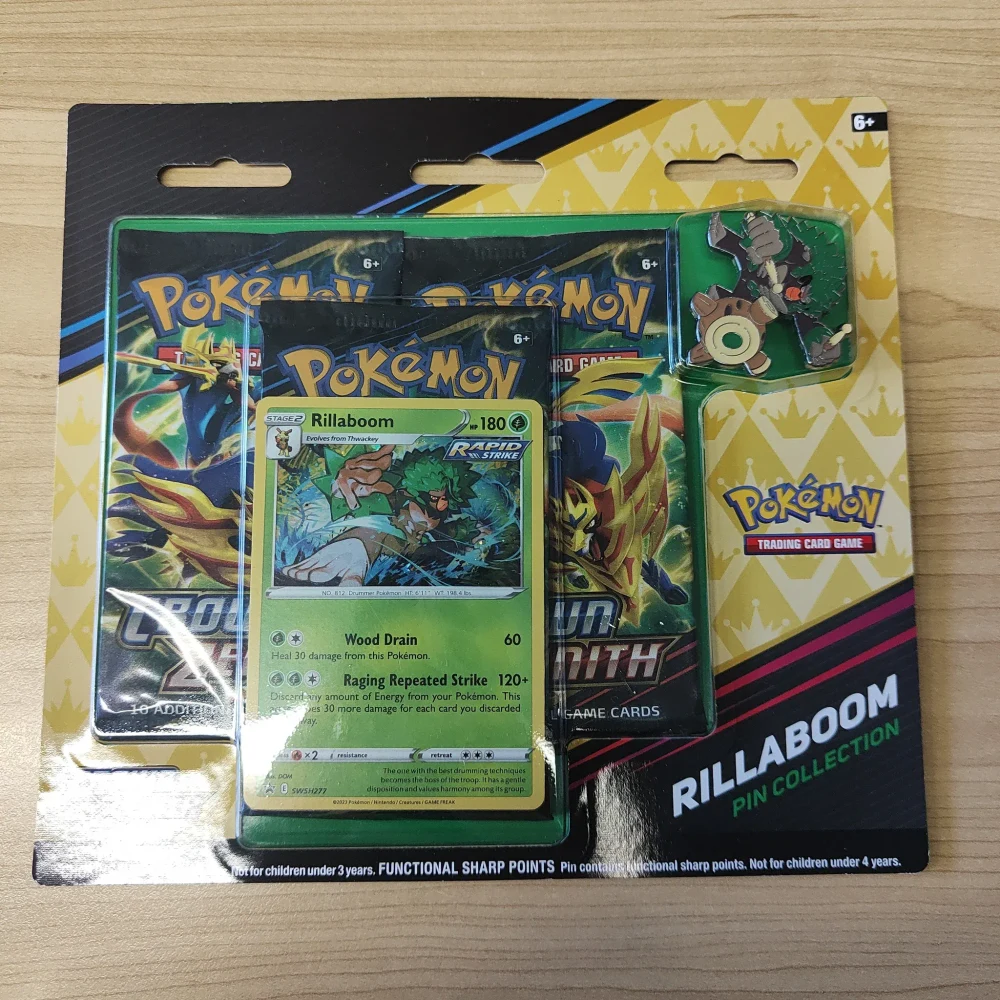 6+
6+
6+
POKÉMON
6+
POKÉMON
STAGE 2
Rillaboom
HP 180
Evolves from Thwackey
RAPID
STRIKE
NO. 812 Drummer Pokémon HT: 6'11" WT: 198.4 lbs.
Wood Drain 60
Heal 30 damage from this Pokémon.
Raging Repeated Strike 120+
Discard any amount of Energy from your Pokémon. This
30 more damage for each card you discarded
×2 resistance retreat
The one with the best drumming techniques
becomes the boss of the troop. It has a gentle
disposition and values harmony among its group.
SWSH277
©2023 Pokémon / Nintendo / Creatures / GAME FREAK
GAME CARDS
POKÉMON
TRADING CARD GAME
RILLABOOM
PIN COLLECTION
Not for children under 3 years. FUNCTIONAL SHARP POINTS Pin contains functional sharp points. Not for children under 4 years.